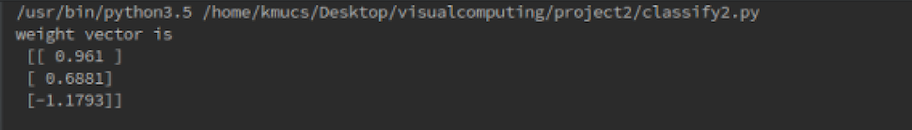 /usr/bin/python3.5 /home/kmucs/Desktop/visualcomputing/project2/classify2.py
weight vector is
[[ 0.961 ]
[ 0.6881]
[-1.1793]]